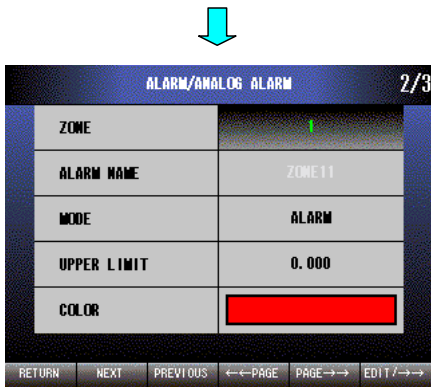 ALARM/ANALOG ALARM 2/3
ZONE 1
ALARM NAME ZONE11
MODE ALARM
UPPER LIMIT 0.000
COLOR
RETURN NEXT PREVIOUS ←←PAGE PAGE→→ EDIT/→→